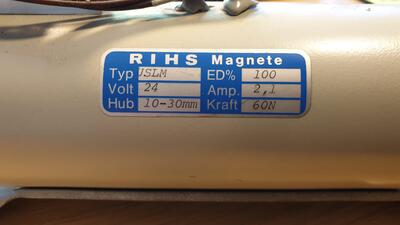 RIHS Magnete
Typ JSLM ED% 100
Volt 24 Amp. 2,1
Hub 10-30mm Kraft 60N